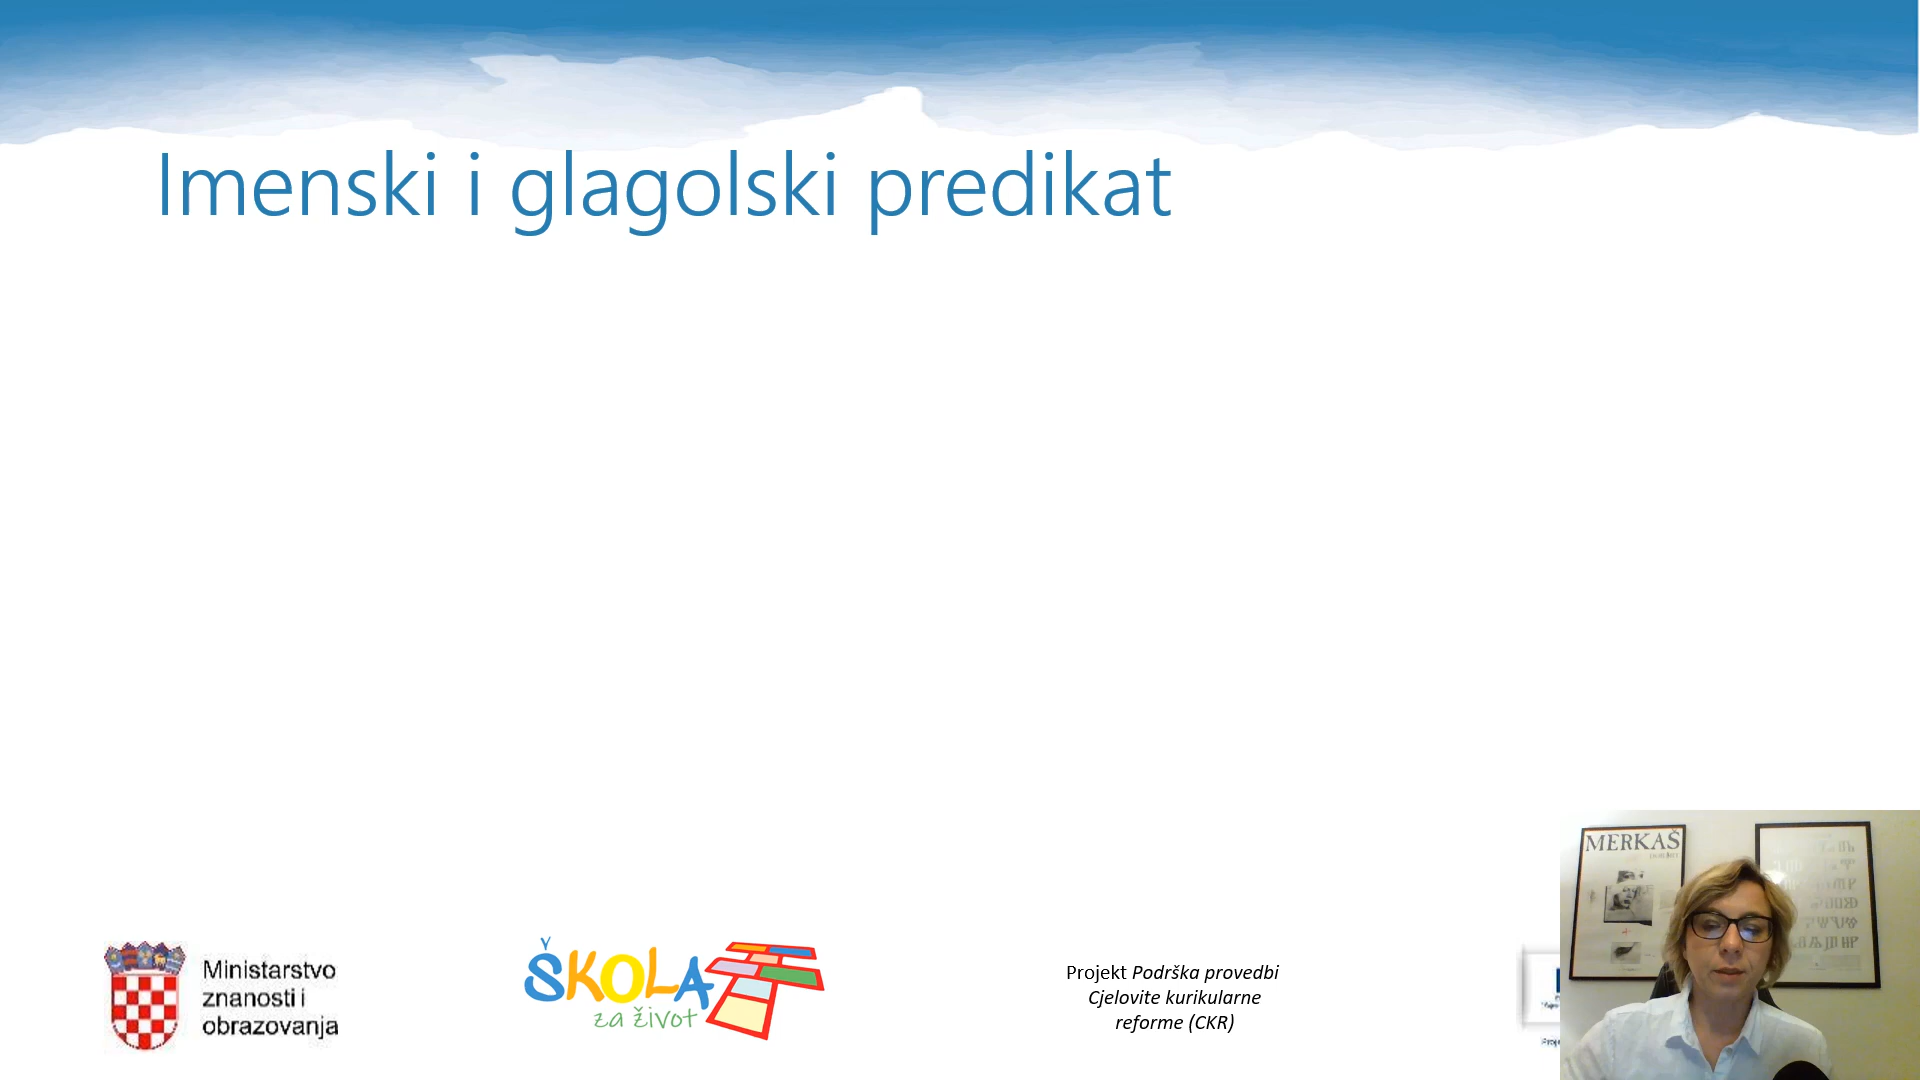 Imenski i glagolski predikat
Ministarstvo
znanosti i
obrazovanja
ŠKOLA
za život
Projekt Podrška provedbi
Cjelovite kurikularne
reforme (CKR)
MERKAŠ